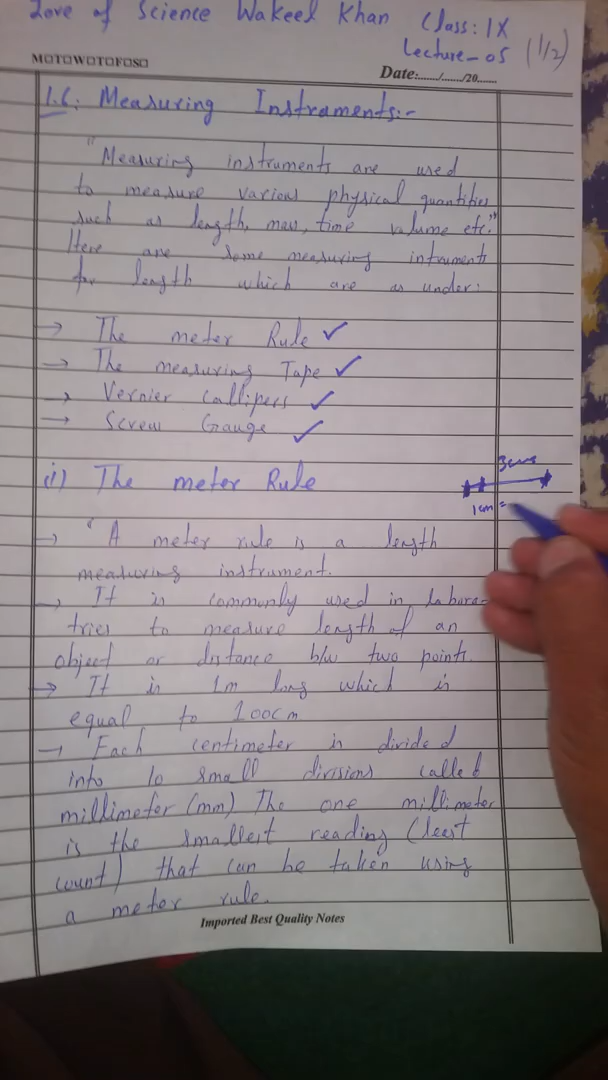 Love of Science Wakeel Khan Class: IX
Lecture-05 (1/2)
MOTOWOTOFOSO
Date:....../....../20......
1.6: Measuring Instraments:-
"Measuring instruments are used
to measure various physical quantities
such as length, mass, time volume etc."
Here are some measuring intruments
for length which are as under:
→ The meter Rule ✓
→ The measuring Tape ✓
→ Vernier Callipers ✓
→ Screw Gauge ✓
3cm
(i) The meter Rule
1cm =
→ "A meter rule is a length
measuring instrument.
→ It is commonly used in labora-
tries to measure length of an
object or distance b/w two points.
→ It is 1m long which is
equal to 100cm
→ Each centimeter is divided
into 10 small divisions called
millimeter (mm) The one millimeter
is the smallest reading (leest
count) that can be taken using
a meter rule.
Imported Best Quality Notes